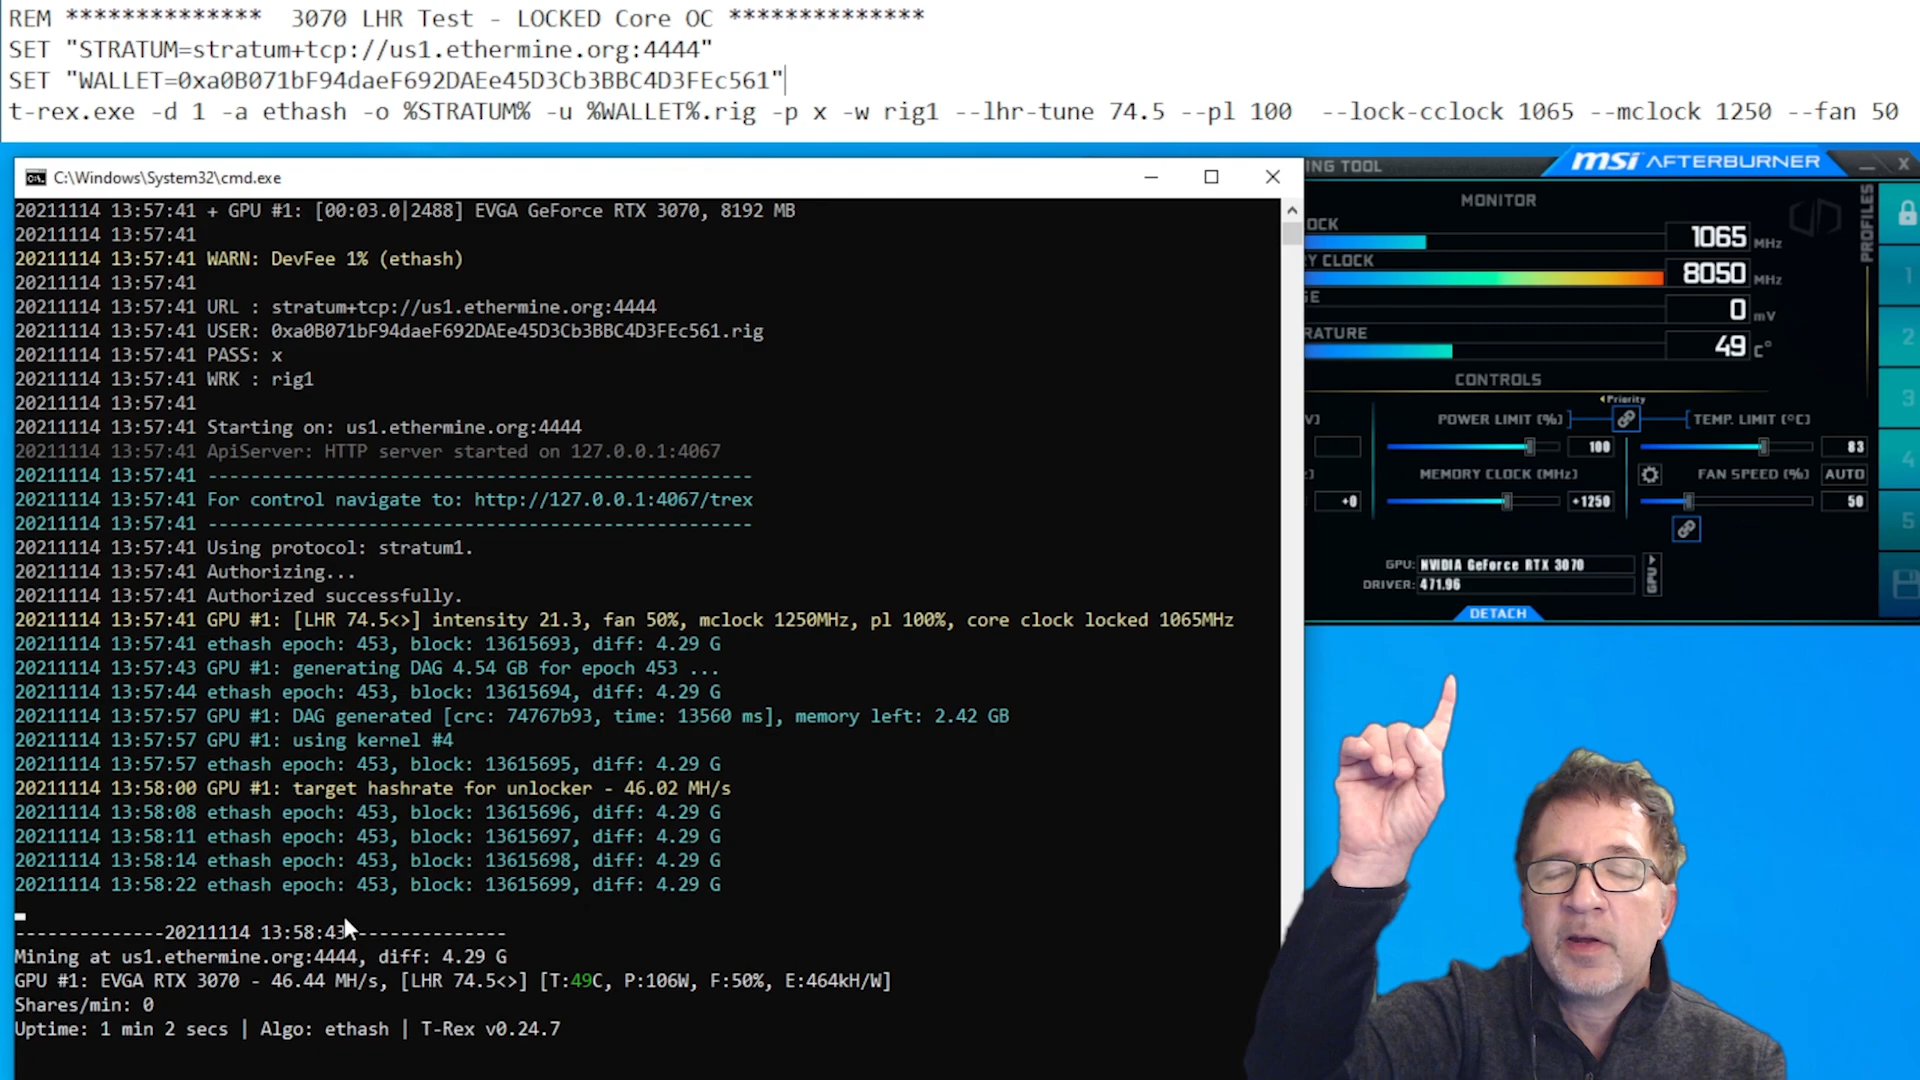 REM **************  3070 LHR Test - LOCKED Core OC **************
SET "STRATUM=stratum+tcp://us1.ethermine.org:4444"
SET "WALLET=0xa0B071bF94daeF692DAEe45D3Cb3BBC4D3FEc561"
t-rex.exe -d 1 -a ethash -o %STRATUM% -u %WALLET%.rig -p x -w rig1 --lhr-tune 74.5 --pl 100  --lock-cclock 1065 --mclock 1250 --fan 50
C:\Windows\System32\cmd.exe
20211114 13:57:41 + GPU #1: [00:03.0|2488] EVGA GeForce RTX 3070, 8192 MB
20211114 13:57:41
20211114 13:57:41 WARN: DevFee 1% (ethash)
20211114 13:57:41
20211114 13:57:41 URL : stratum+tcp://us1.ethermine.org:4444
20211114 13:57:41 USER: 0xa0B071bF94daeF692DAEe45D3Cb3BBC4D3FEc561.rig
20211114 13:57:41 PASS: x
20211114 13:57:41 WRK : rig1
20211114 13:57:41
20211114 13:57:41 Starting on: us1.ethermine.org:4444
20211114 13:57:41 ApiServer: HTTP server started on 127.0.0.1:4067
20211114 13:57:41 ---------------------------------------------------
20211114 13:57:41 For control navigate to: http://127.0.0.1:4067/trex
20211114 13:57:41 ---------------------------------------------------
20211114 13:57:41 Using protocol: stratum1.
20211114 13:57:41 Authorizing...
20211114 13:57:41 Authorized successfully.
20211114 13:57:41 GPU #1: [LHR 74.5<>] intensity 21.3, fan 50%, mclock 1250MHz, pl 100%, core clock locked 1065MHz
20211114 13:57:41 ethash epoch: 453, block: 13615693, diff: 4.29 G
20211114 13:57:43 GPU #1: generating DAG 4.54 GB for epoch 453 ...
20211114 13:57:44 ethash epoch: 453, block: 13615694, diff: 4.29 G
20211114 13:57:57 GPU #1: DAG generated [crc: 74767b93, time: 13560 ms], memory left: 2.42 GB
20211114 13:57:57 GPU #1: using kernel #4
20211114 13:57:57 ethash epoch: 453, block: 13615695, diff: 4.29 G
20211114 13:58:00 GPU #1: target hashrate for unlocker - 46.02 MH/s
20211114 13:58:08 ethash epoch: 453, block: 13615696, diff: 4.29 G
20211114 13:58:11 ethash epoch: 453, block: 13615697, diff: 4.29 G
20211114 13:58:14 ethash epoch: 453, block: 13615698, diff: 4.29 G
20211114 13:58:22 ethash epoch: 453, block: 13615699, diff: 4.29 G
--------------20211114 13:58:43--------------
Mining at us1.ethermine.org:4444, diff: 4.29 G
GPU #1: EVGA RTX 3070 - 46.44 MH/s, [LHR 74.5<>] [T:49C, P:106W, F:50%, E:464kH/W]
Shares/min: 0
Uptime: 1 min 2 secs | Algo: ethash | T-Rex v0.24.7
ING TOOL
msi AFTERBURNER
MONITOR
OCK 1065 MHz
Y CLOCK 8050 MHz
GE 0 mV
RATURE 49 C°
PROFILES
1
2
3
4
5
CONTROLS
Priority
V) POWER LIMIT (%) 100 TEMP. LIMIT (°C) 83
z) +0 MEMORY CLOCK (MHz) +1250 FAN SPEED (%) AUTO 50
GPU: NVIDIA GeForce RTX 3070
DRIVER: 471.96
GPU
DETACH